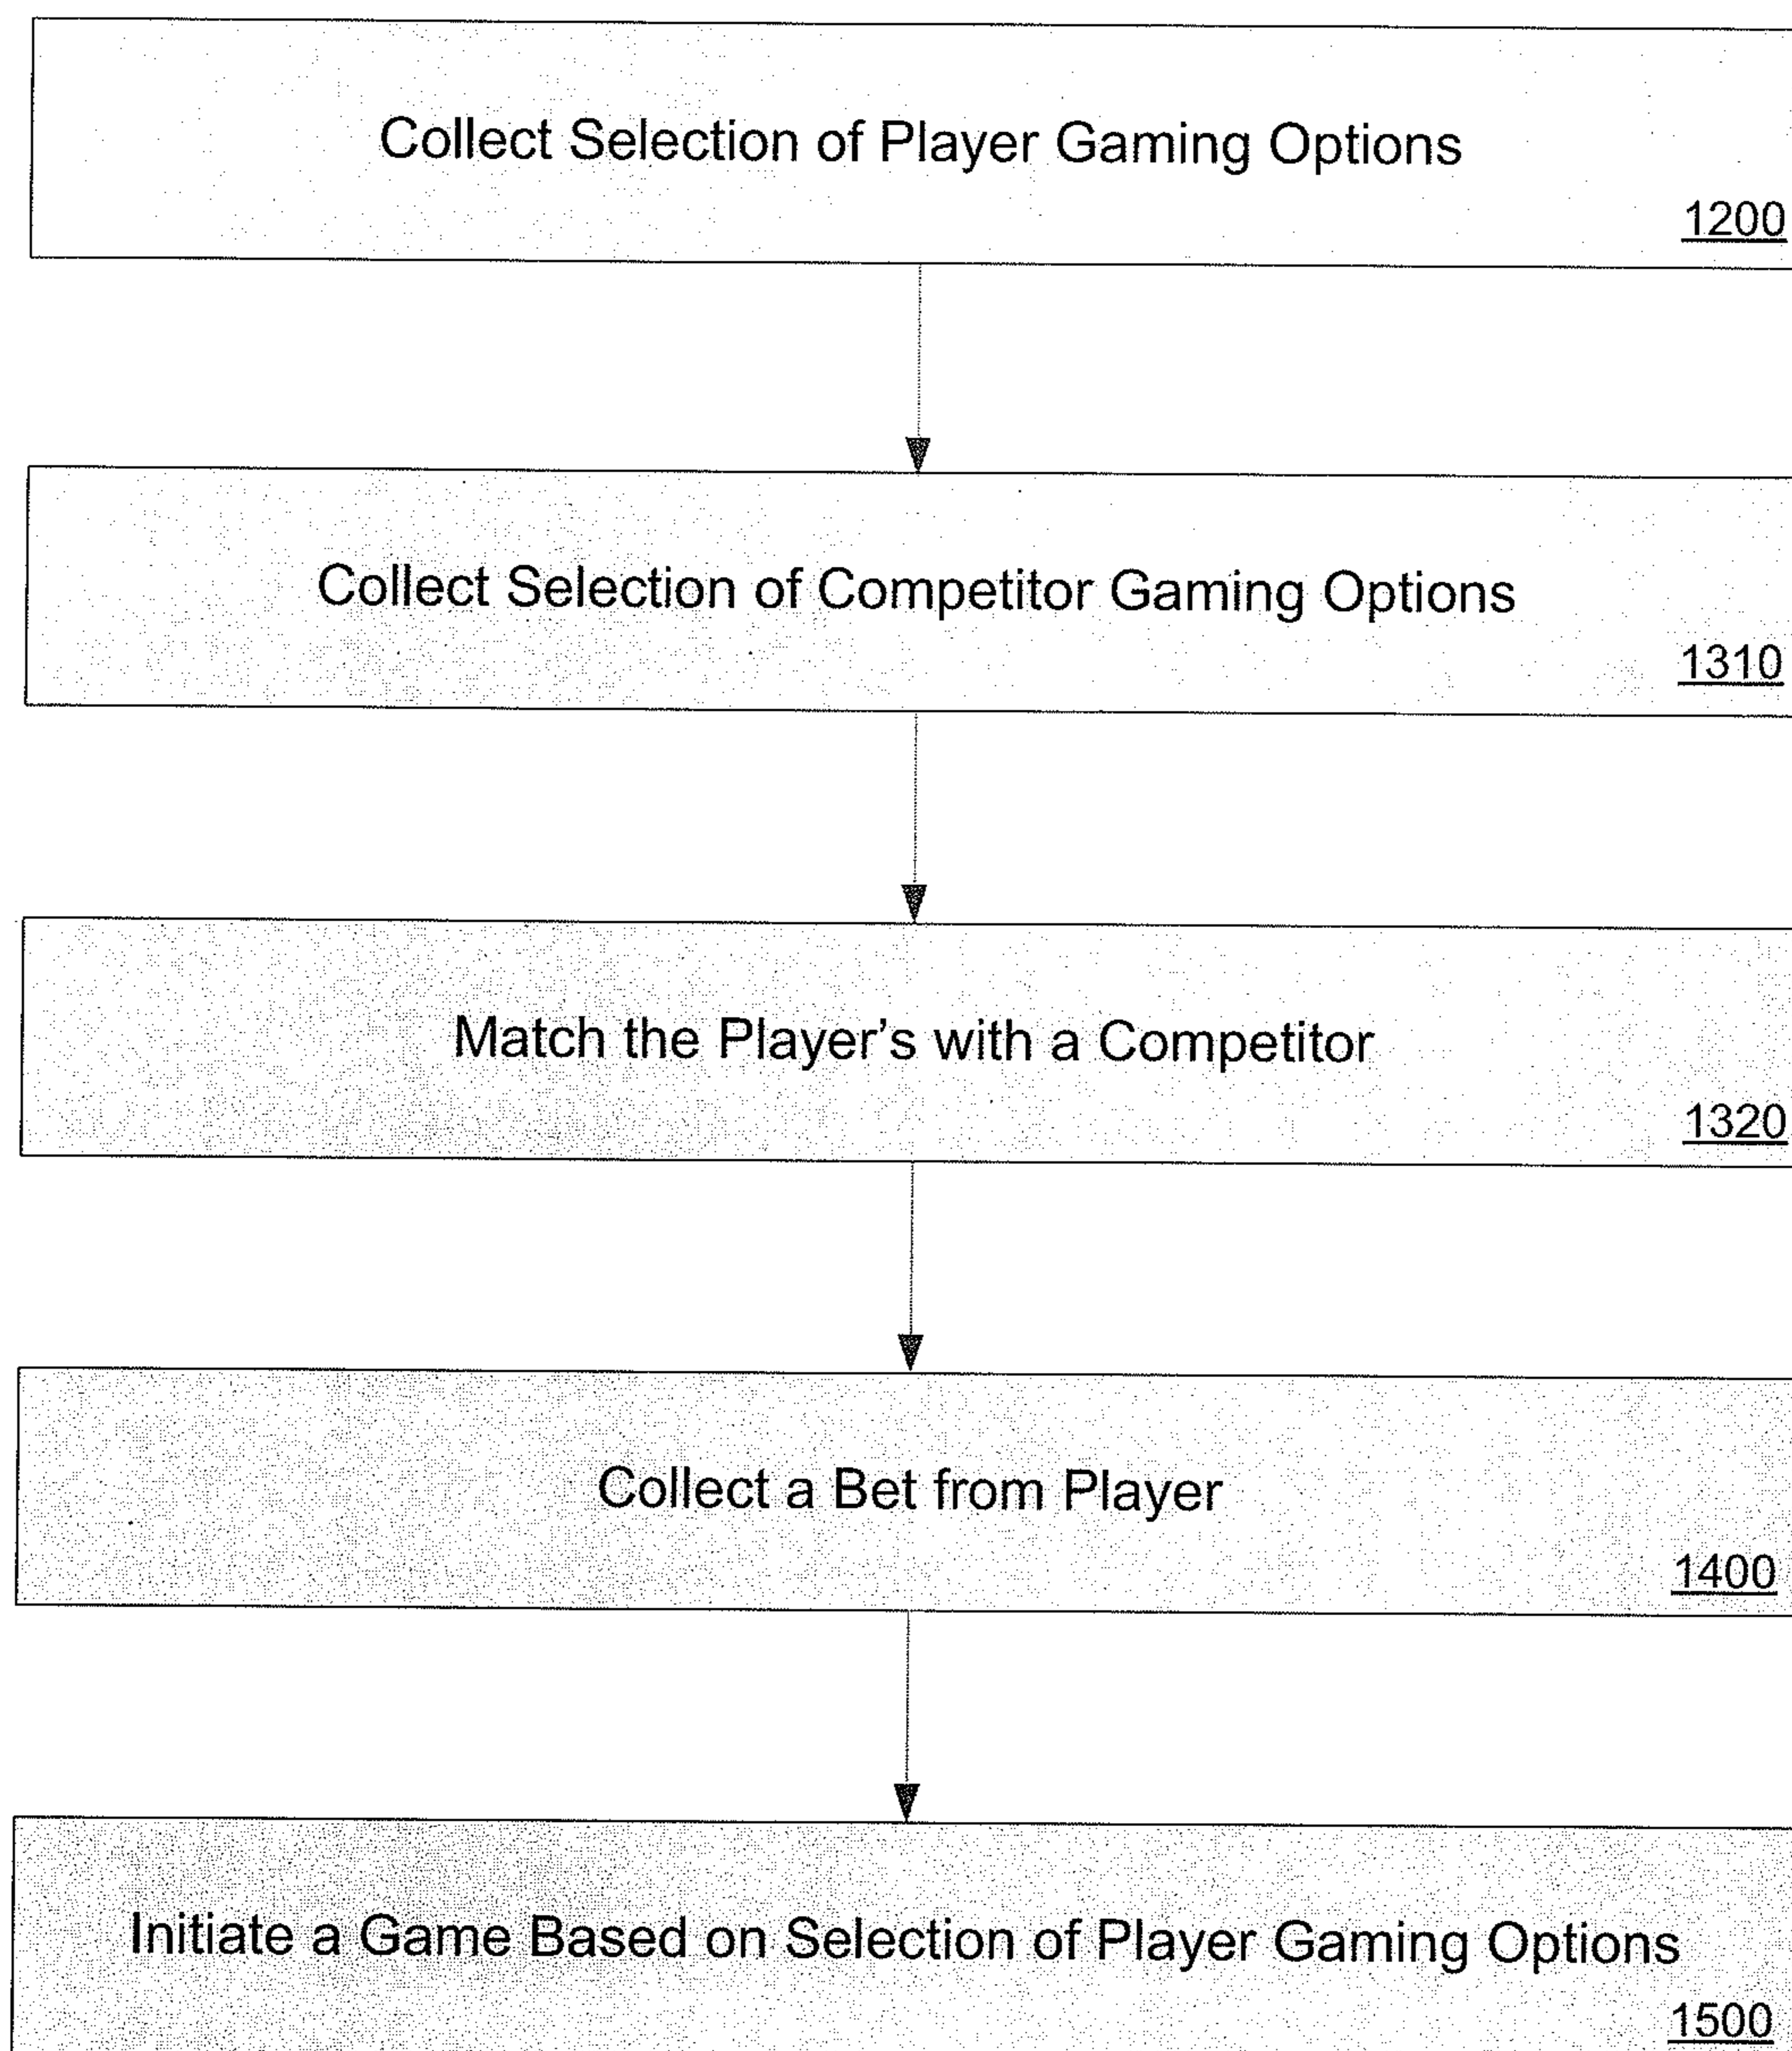 Collect Selection of Player Gaming Options
1200
Collect Selection of Competitor Gaming Options
1310
Match the Player's with a Competitor
1320
Collect a Bet from Player
1400
Initiate a Game Based on Selection of Player Gaming Options
1500